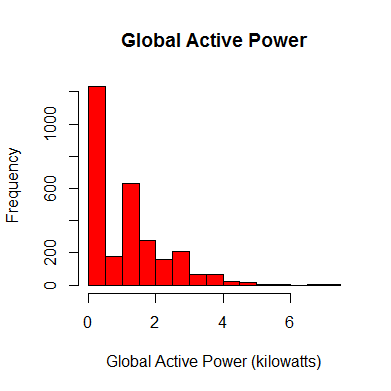 Global Active Power
Frequency
1000
600
200
0
0 2 4 6
Global Active Power (kilowatts)